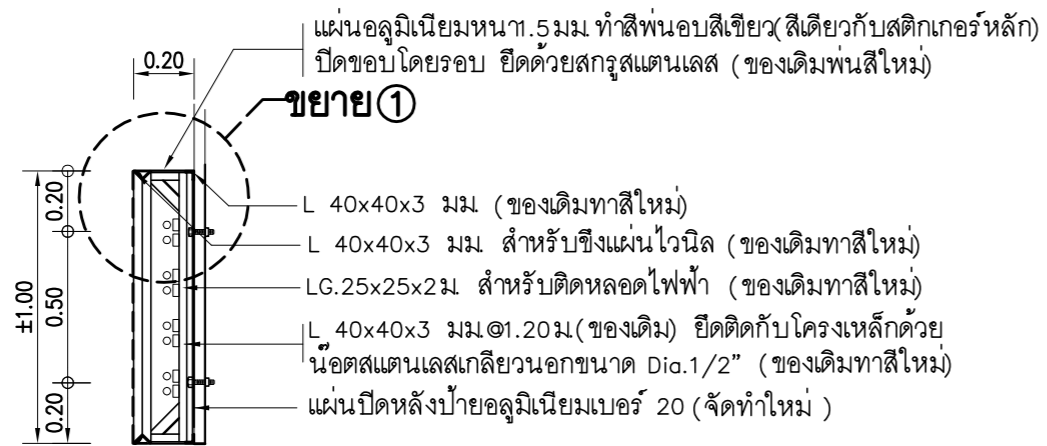 แผ่นอลูมิเนียมหนา1.5มม. ทำสีพ่นอบสีเขียว(สีเดียวกับสติกเกอร์หลัก)
ปิดขอบโดยรอบ ยึดด้วยสกรูสแตนเลส (ของเดิมพ่นสีใหม่)
0.20
ขยาย①
L 40x40x3 มม. (ของเดิมทาสีใหม่)
L 40x40x3 มม. สำหรับขึงแผ่นไวนิล (ของเดิมทาสีใหม่)
LG.25x25x2ม. สำหรับติดหลอดไฟฟ้า (ของเดิมทาสีใหม่)
L 40x40x3 มม.@1.20ม.(ของเดิม) ยึดติดกับโครงเหล็กด้วย
น๊อตสแตนเลสเกลียวนอกขนาด Dia.1/2" (ของเดิมทาสีใหม่)
แผ่นปิดหลังป้ายอลูมิเนียมเบอร์ 20 (จัดทำใหม่ )
±1.00
0.20
0.50
0.20